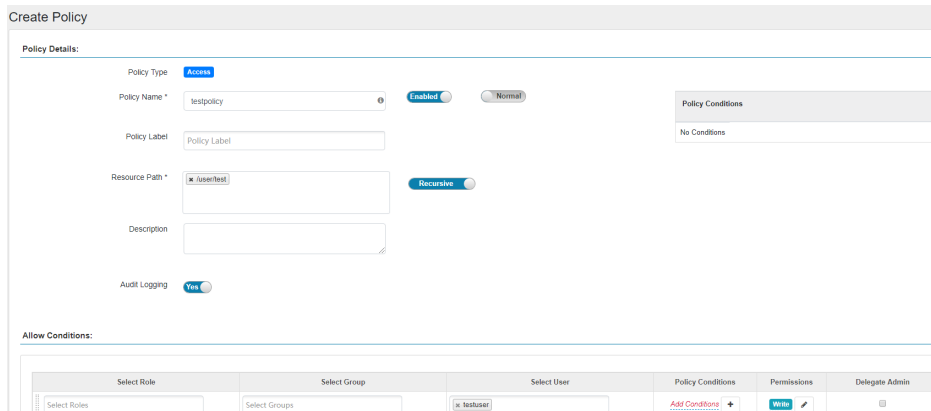 Create Policy
Policy Details:
Policy Type Access
Policy Name * testpolicy Enabled Normal
Policy Conditions
No Conditions
Policy Label Policy Label
Resource Path * × /user/test Recursive
Description
Audit Logging Yes
Allow Conditions:
Select Role Select Group Select User Policy Conditions Permissions Delegate Admin
Select Roles Select Groups × testuser Add Conditions + Write